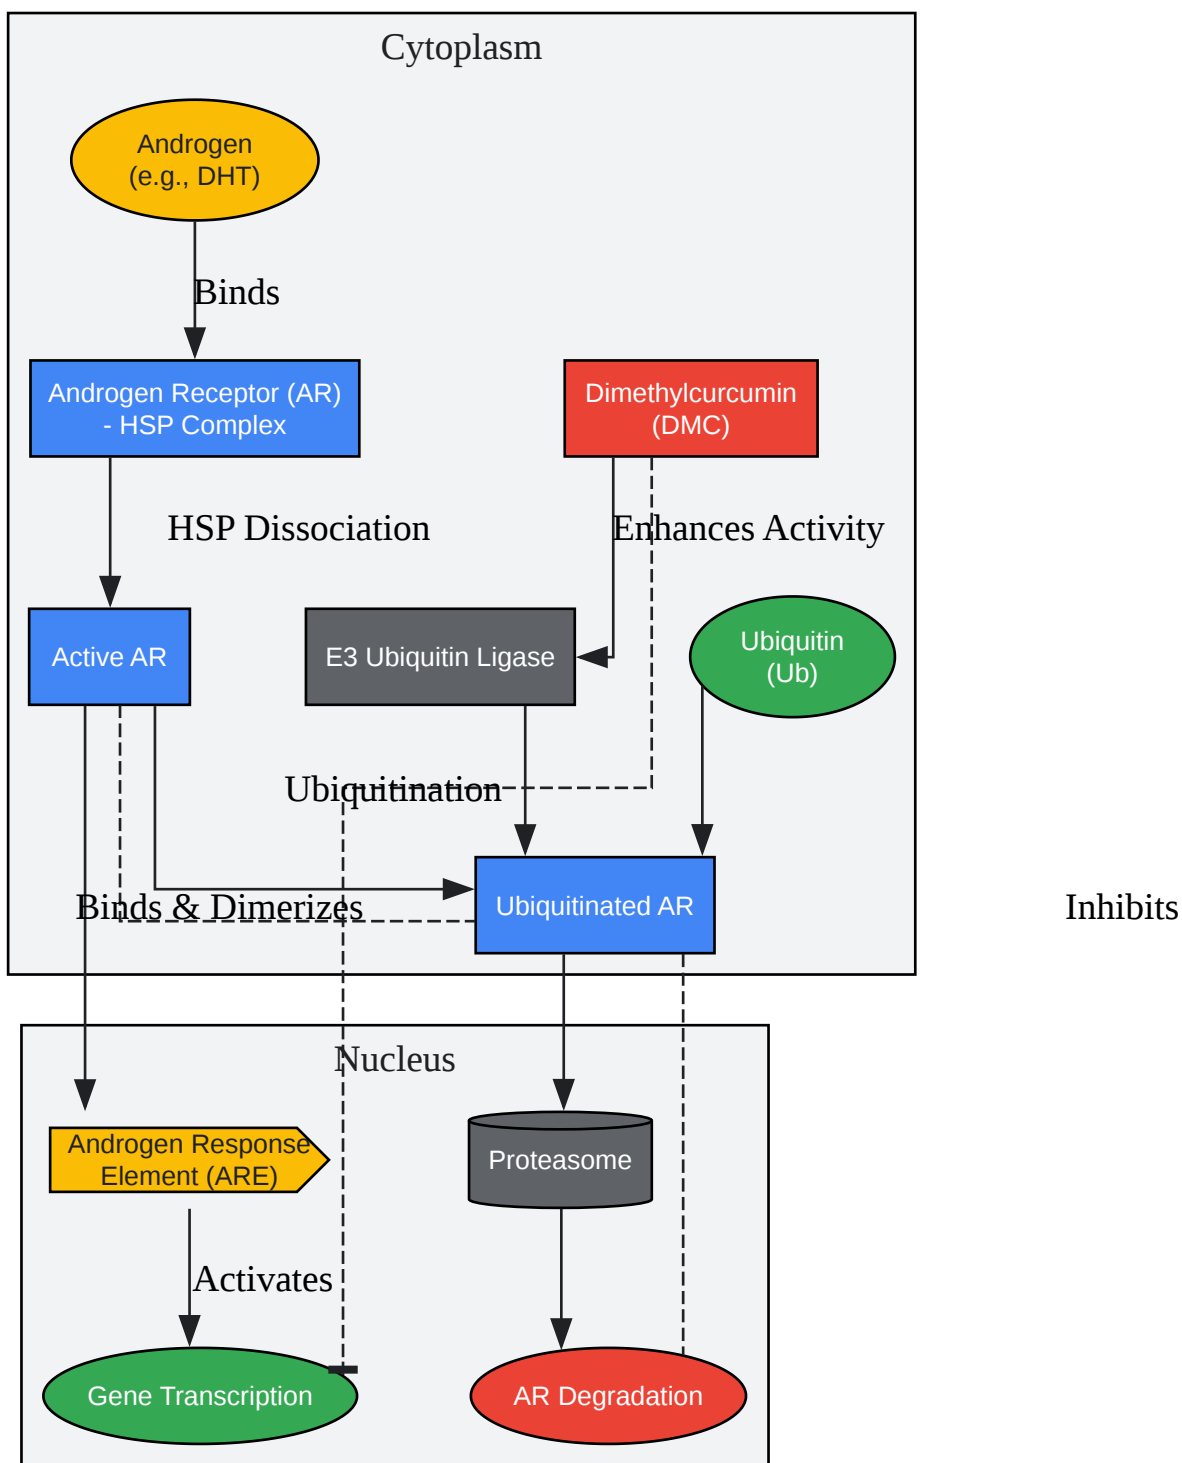 Cytoplasm
Androgen
(e.g., DHT)
Binds
Androgen Receptor (AR)
- HSP Complex
Dimethylcurcumin
(DMC)
HSP Dissociation
Enhances Activity
Active AR
E3 Ubiquitin Ligase
Ubiquitin
(Ub)
Ubiquitination
Binds & Dimerizes
Ubiquitinated AR
Inhibits
Nucleus
Androgen Response
Element (ARE)
Proteasome
Activates
Gene Transcription
AR Degradation